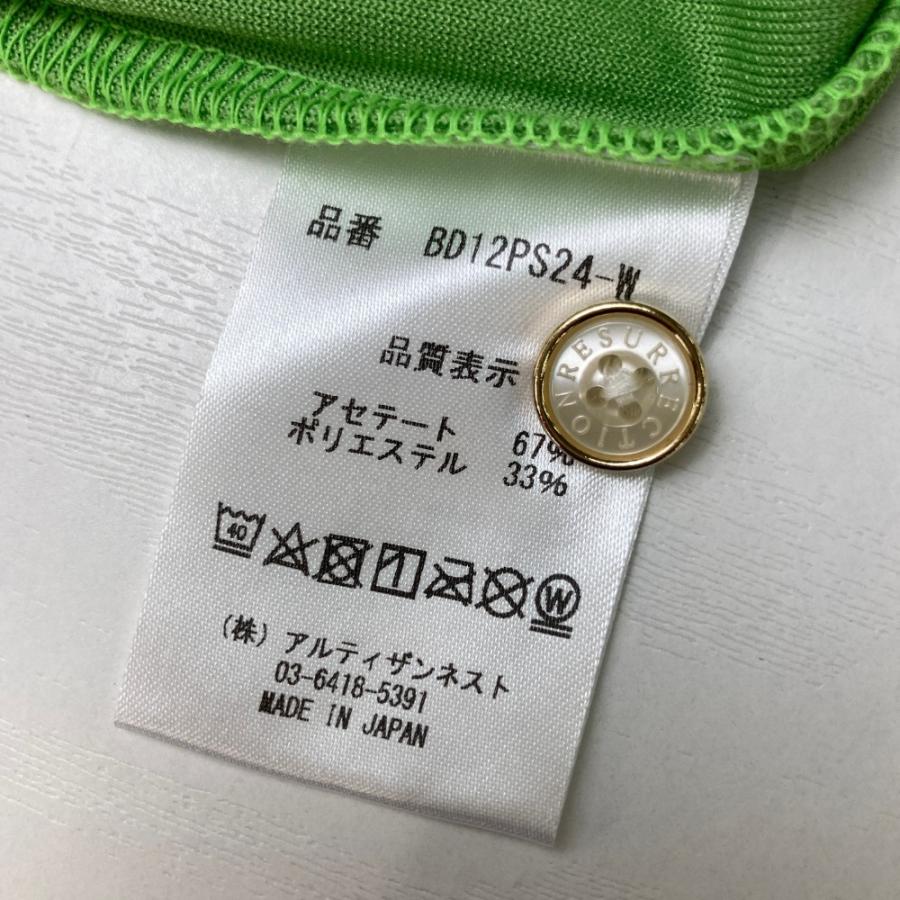 品番 BD12PS24-W
品質表示
アセテート 67%
ポリエステル 33%
40
W
(株) アルティザンネスト
03-6418-5391
MADE IN JAPAN
RESURRECTION